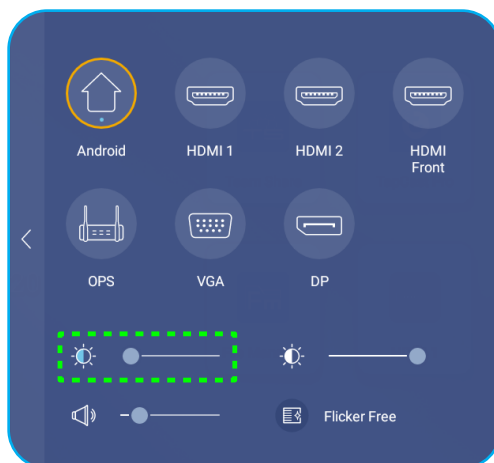 Android
HDMI 1
HDMI 2
HDMI
Front
OPS
VGA
DP
Flicker Free